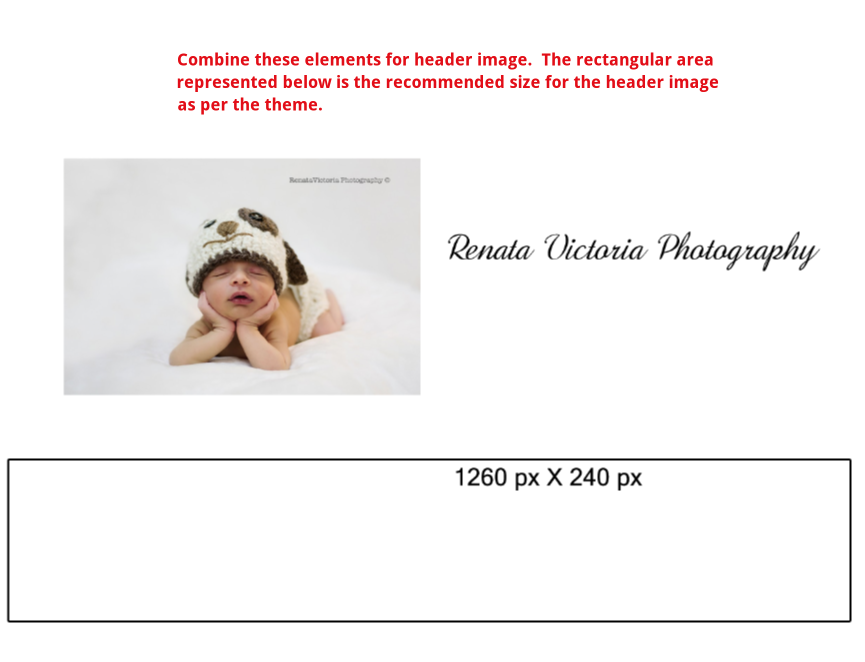 Combine these elements for header image.  The rectangular area
represented below is the recommended size for the header image
as per the theme.
RenataVictoria Photography ©
Renata Victoria Photography
1260 px X 240 px